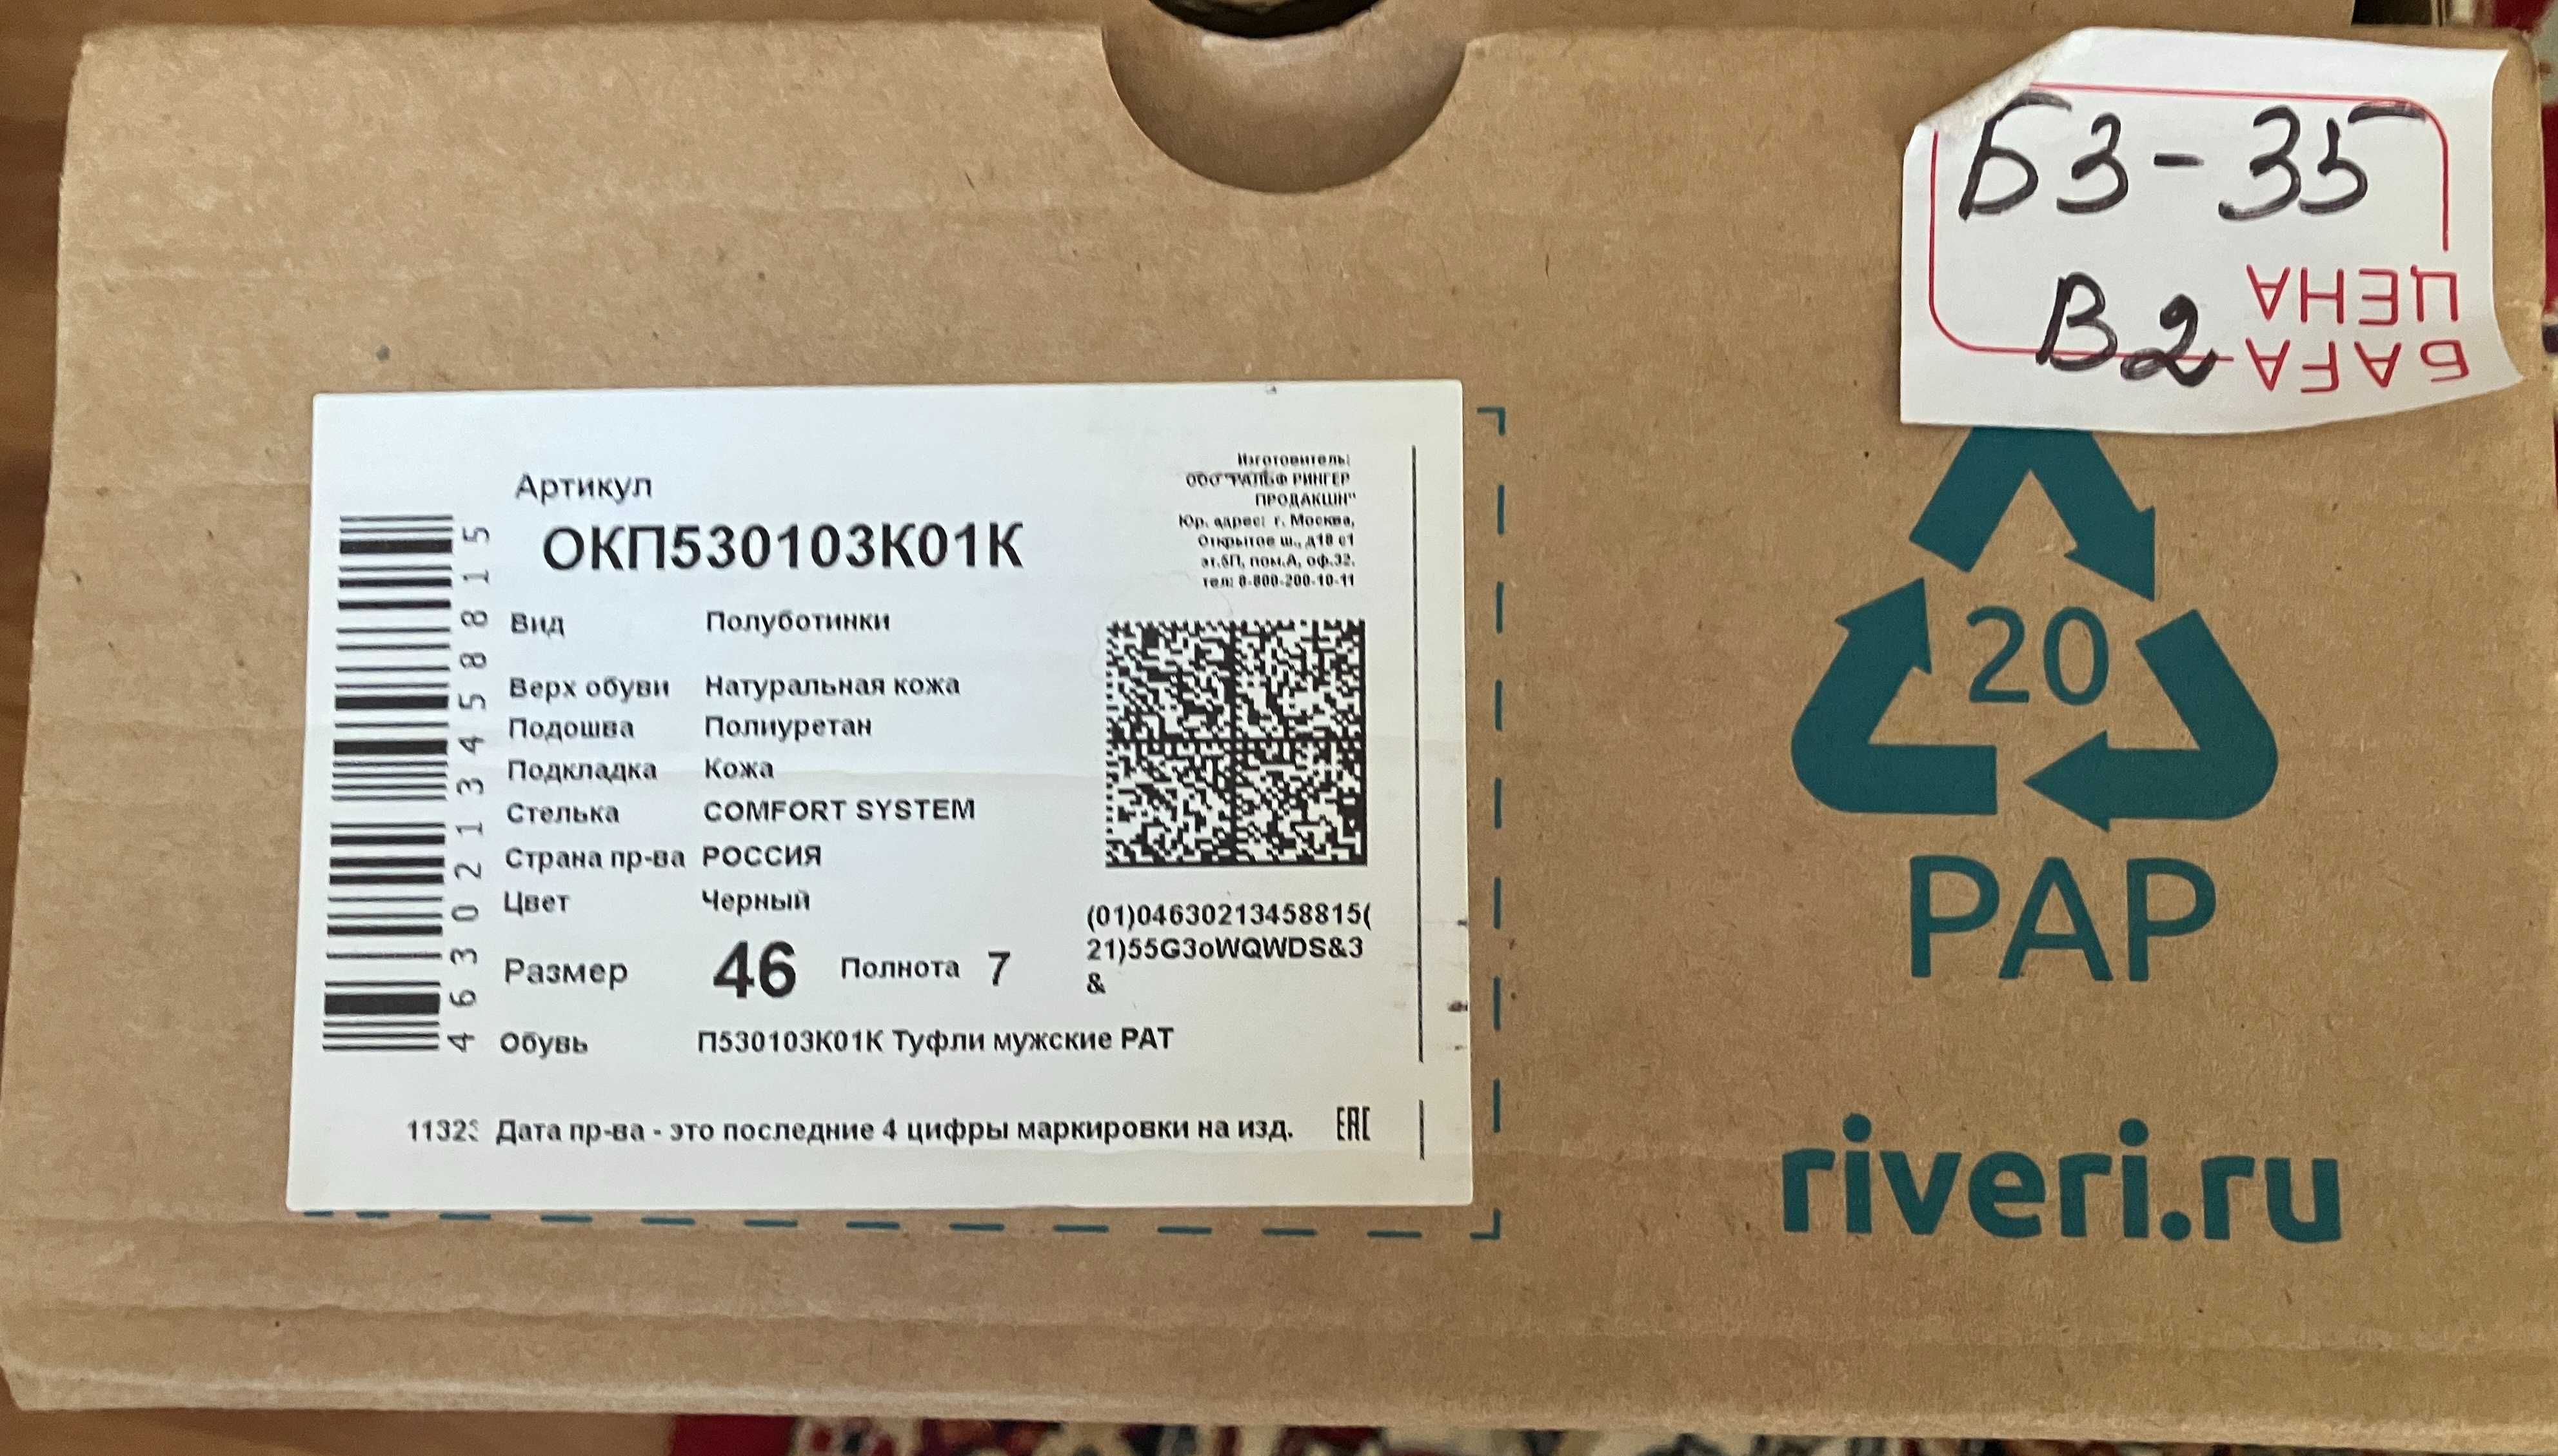 БЗ-35
В2
БАҒА
ЦЕНА
Артикул
ОКП530103К01К
Изготовитель:
ООО "РАЛЬФ РИНГЕР
ПРОДАКШН"
Юр. адрес: г. Москва,
Открытое ш., д18 с1
эт.6П, пом.А, оф.32.
тел: 8-800-200-10-11
Вид Полуботинки
Верх обуви Натуральная кожа
Подошва Полиуретан
Подкладка Кожа
Стелька COMFORT SYSTEM
Страна пр-ва РОССИЯ
Цвет Черный
Размер 46 Полнота 7
Обувь П530103К01К Туфли мужские РАТ
(01)04630213458815(
21)55G3oWQWDS&3
&
Дата пр-ва - это последние 4 цифры маркировки на изд. EAC
4630213458815
20
PAP
riveri.ru